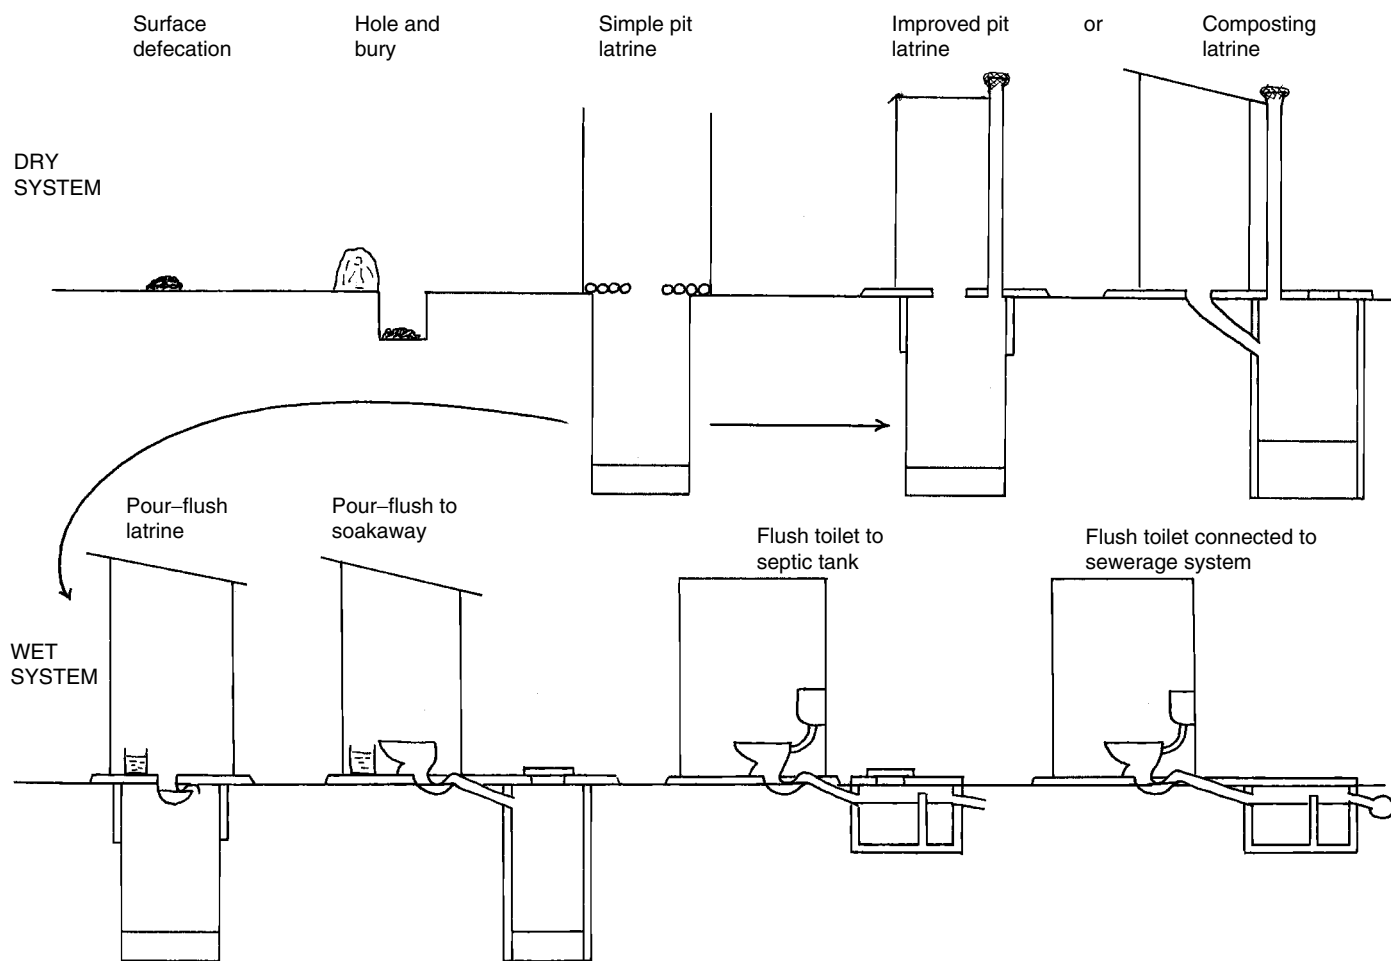 Surface
defecation
Hole and
bury
Simple pit
latrine
Improved pit
latrine
or
Composting
latrine
DRY
SYSTEM
Pour–flush
latrine
Pour–flush to
soakaway
Flush toilet to
septic tank
Flush toilet connected to
sewerage system
WET
SYSTEM